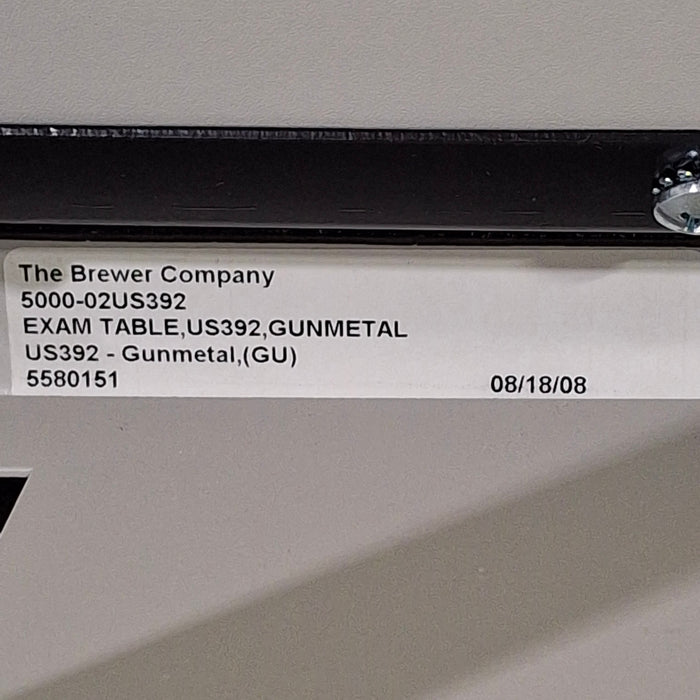 The Brewer Company
5000-02US392
EXAM TABLE,US392,GUNMETAL
US392 - Gunmetal,(GU)
5580151 08/18/08